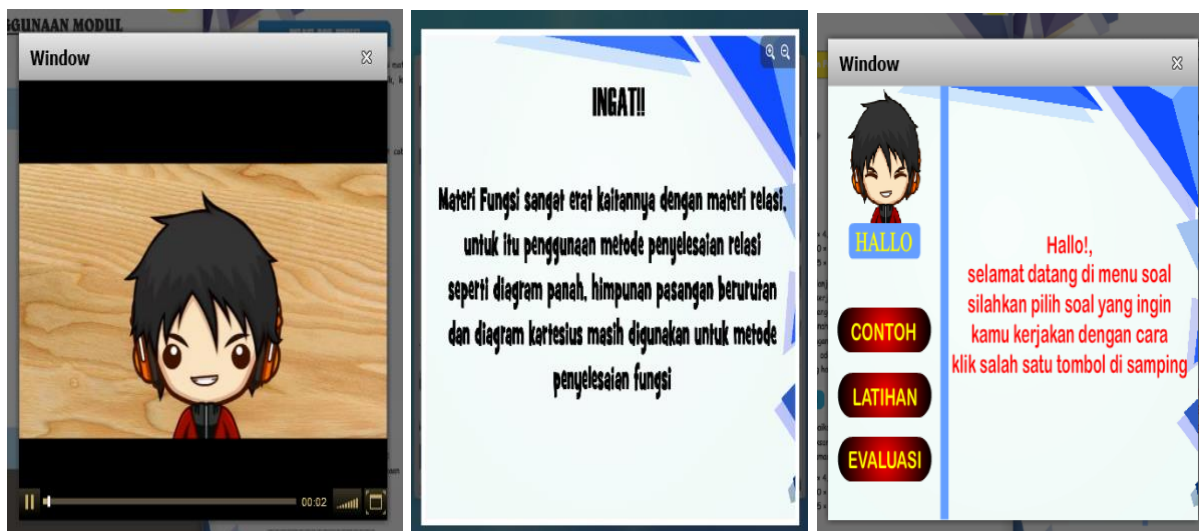 GGUNAAN MODUL
Window
00:02
INGAT!!
Materi Fungsi sangat erat kaitannya dengan materi relasi,
untuk itu penggunaan metode penyelesaian relasi
seperti diagram panah, himpunan pasangan berurutan
dan diagram kartesius masih digunakan untuk metode
penyelesaian fungsi
Window
HALLO
CONTOH
LATIHAN
EVALUASI
Hallo!,
selamat datang di menu soal
silahkan pilih soal yang ingin
kamu kerjakan dengan cara
klik salah satu tombol di samping